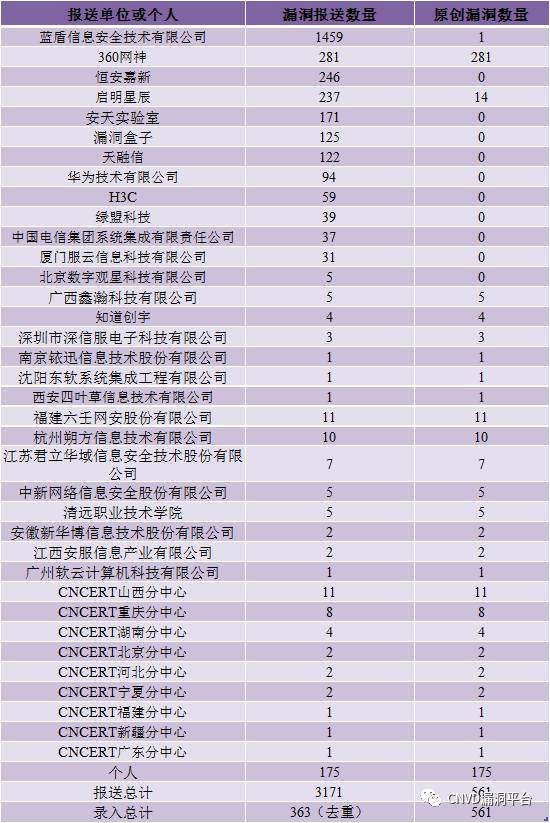 报送单位或个人 漏洞报送数量 原创漏洞数量
蓝盾信息安全技术有限公司 1459 1
360网神 281 281
恒安嘉新 246 0
启明星辰 237 14
安天实验室 171 0
漏洞盒子 125 0
天融信 122 0
华为技术有限公司 94 0
H3C 59 0
绿盟科技 39 0
中国电信集团系统集成有限责任公司 37 0
厦门服云信息科技有限公司 31 0
北京数字观星科技有限公司 5 0
广西鑫瀚科技有限公司 5 5
知道创宇 4 4
深圳市深信服电子科技有限公司 3 3
南京铱迅信息技术股份有限公司 1 1
沈阳东软系统集成工程有限公司 1 1
西安四叶草信息技术有限公司 1 1
福建六壬网安股份有限公司 11 11
杭州朔方信息技术有限公司 10 10
江苏君立华域信息安全技术股份有限
公司 7 7
中新网络信息安全股份有限公司 5 5
清远职业技术学院 5 5
安徽新华博信息技术股份有限公司 2 2
江西安服信息产业有限公司 2 2
广州软云计算机科技有限公司 1 1
CNCERT山西分中心 11 11
CNCERT重庆分中心 8 8
CNCERT湖南分中心 4 4
CNCERT北京分中心 2 2
CNCERT河北分中心 2 2
CNCERT宁夏分中心 2 2
CNCERT福建分中心 1 1
CNCERT新疆分中心 1 1
CNCERT广东分中心 1 1
个人 175 175
报送总计 3171 561
录入总计 363（去重） 561
CNVD漏洞平台